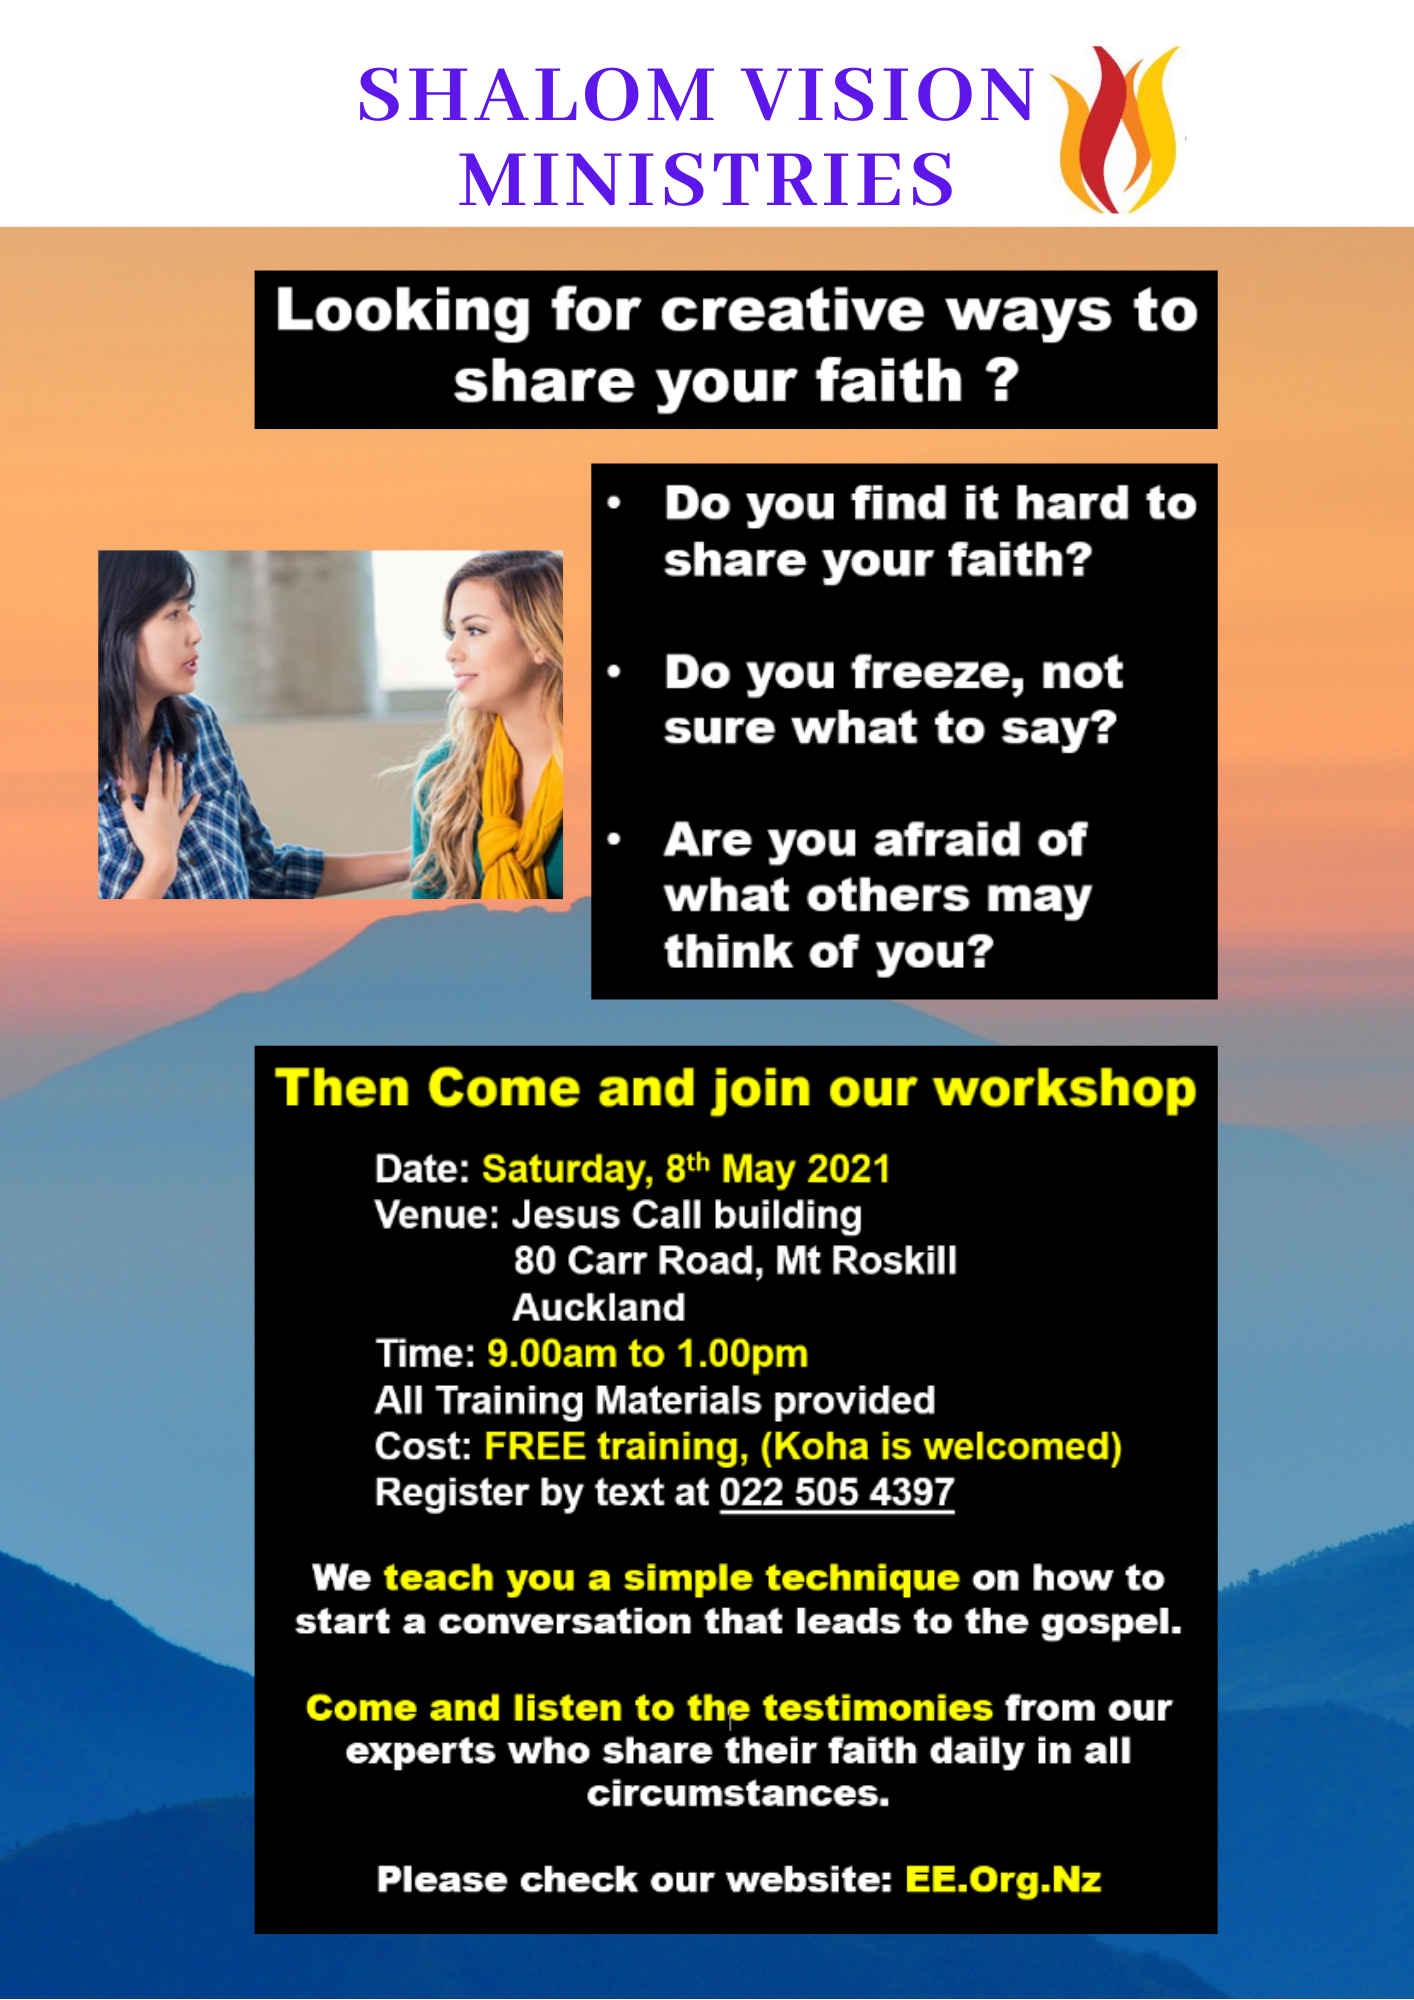 SHALOM VISION
MINISTRIES
Looking for creative ways to
share your faith ?
• Do you find it hard to
share your faith?
• Do you freeze, not
sure what to say?
• Are you afraid of
what others may
think of you?
Then Come and join our workshop
Date: Saturday, 8th May 2021
Venue: Jesus Call building
80 Carr Road, Mt Roskill
Auckland
Time: 9.00am to 1.00pm
All Training Materials provided
Cost: FREE training, (Koha is welcomed)
Register by text at 022 505 4397
We teach you a simple technique on how to
start a conversation that leads to the gospel.
Come and listen to the testimonies from our
experts who share their faith daily in all
circumstances.
Please check our website: EE.Org.Nz